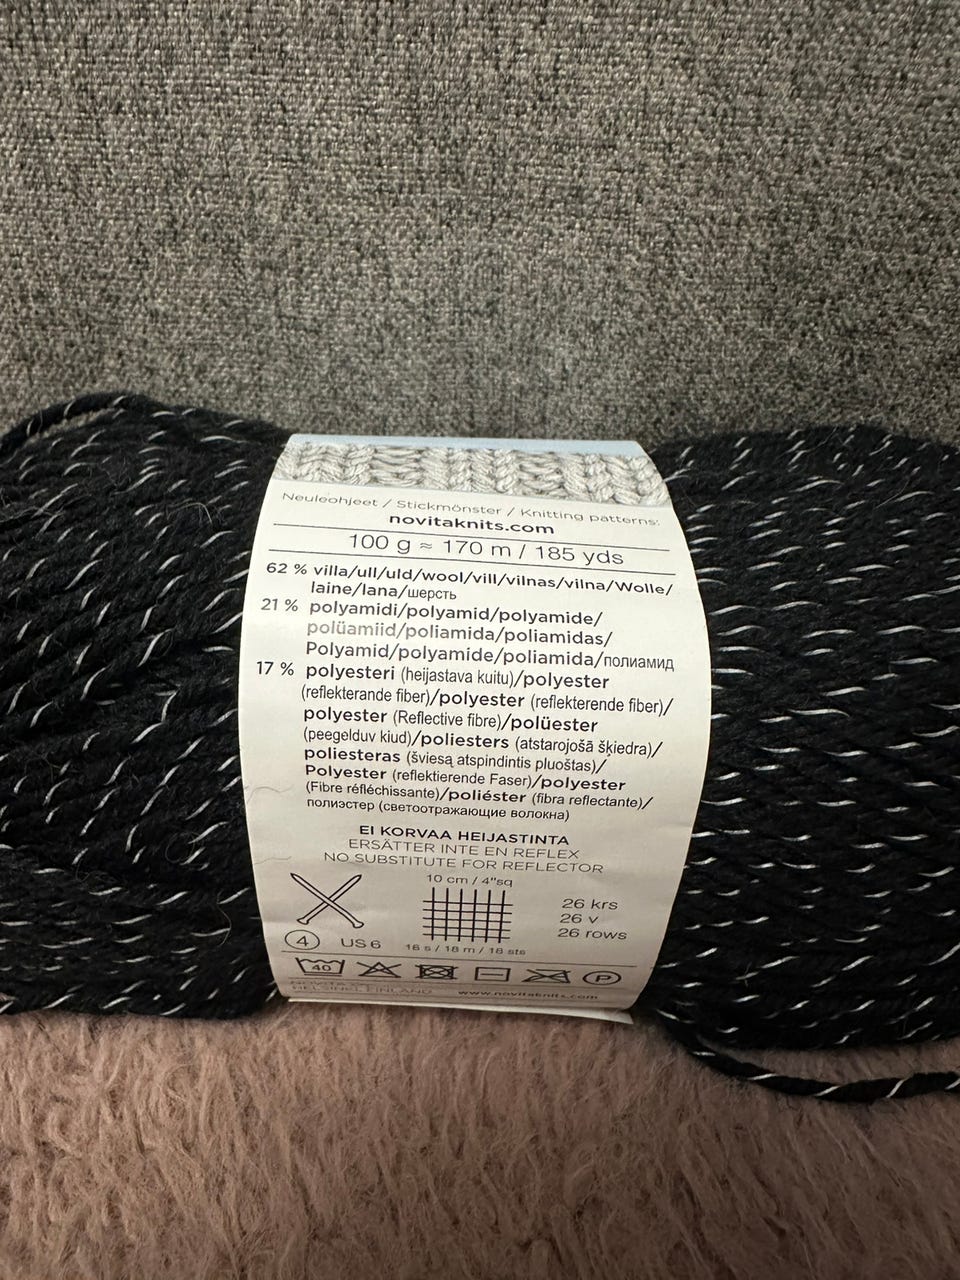 Neuleohjeet / Stickmönster / Knitting patterns:
novitaknits.com
100 g ≈ 170 m / 185 yds
62 % villa/ull/uld/wool/vill/vilnas/vilna/Wolle/
laine/lana/шерсть
21 % polyamidi/polyamid/polyamide/
polüamiid/poliamida/poliamidas/
Polyamid/polyamide/poliamida/полиамид
17 % polyesteri (heijastava kuitu)/polyester
(reflekterande fiber)/polyester (reflekterende fiber)/
polyester (Reflective fibre)/polüester
(peegelduv kiud)/poliesters (atstarojošā šķiedra)/
poliesteras (šviesą atspindintis pluoštas)/
Polyester (reflektierende Faser)/polyester
(Fibre réfléchissante)/poliéster (fibra reflectante)/
полиэстер (светоотражающие волокна)
EI KORVAA HEIJASTINTA
ERSÄTTER INTE EN REFLEX
NO SUBSTITUTE FOR REFLECTOR
10 cm / 4"sq
26 krs
26 v
26 rows
4 US 6
18 s / 18 m / 18 sts
40 P
HELSINKI, FINLAND www.novitaknits.com